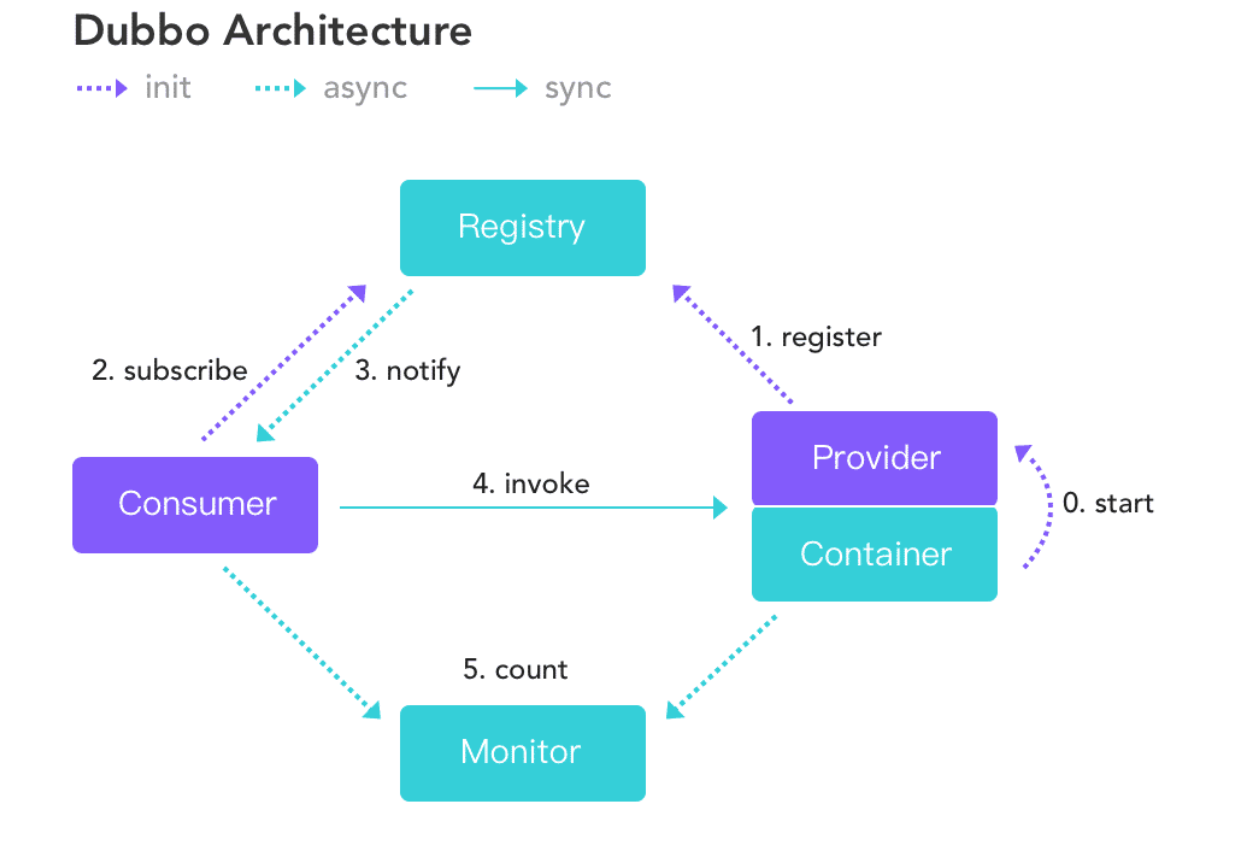 Dubbo Architecture
init async sync
Registry
1. register
2. subscribe
3. notify
Provider
4. invoke
Consumer
0. start
Container
5. count
Monitor